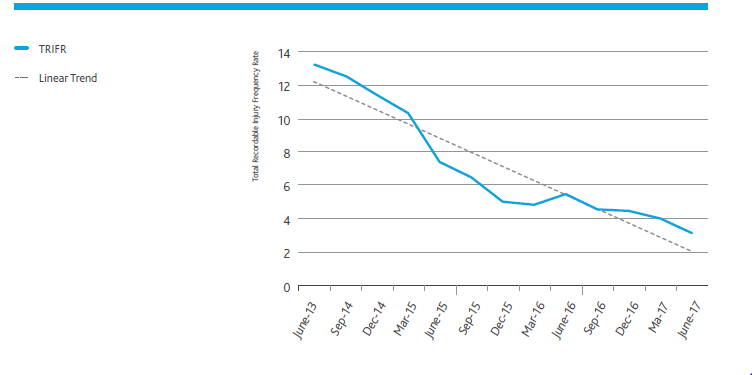 TRIFR
Linear Trend
Total Recordable Injury Frequency Rate
14
12
10
8
6
4
2
0
June-13
Sep-14
Dec-14
Mar-15
June-15
Sep-15
Dec-15
Mar-16
June-16
Sep-16
Dec-16
Ma-17
June-17